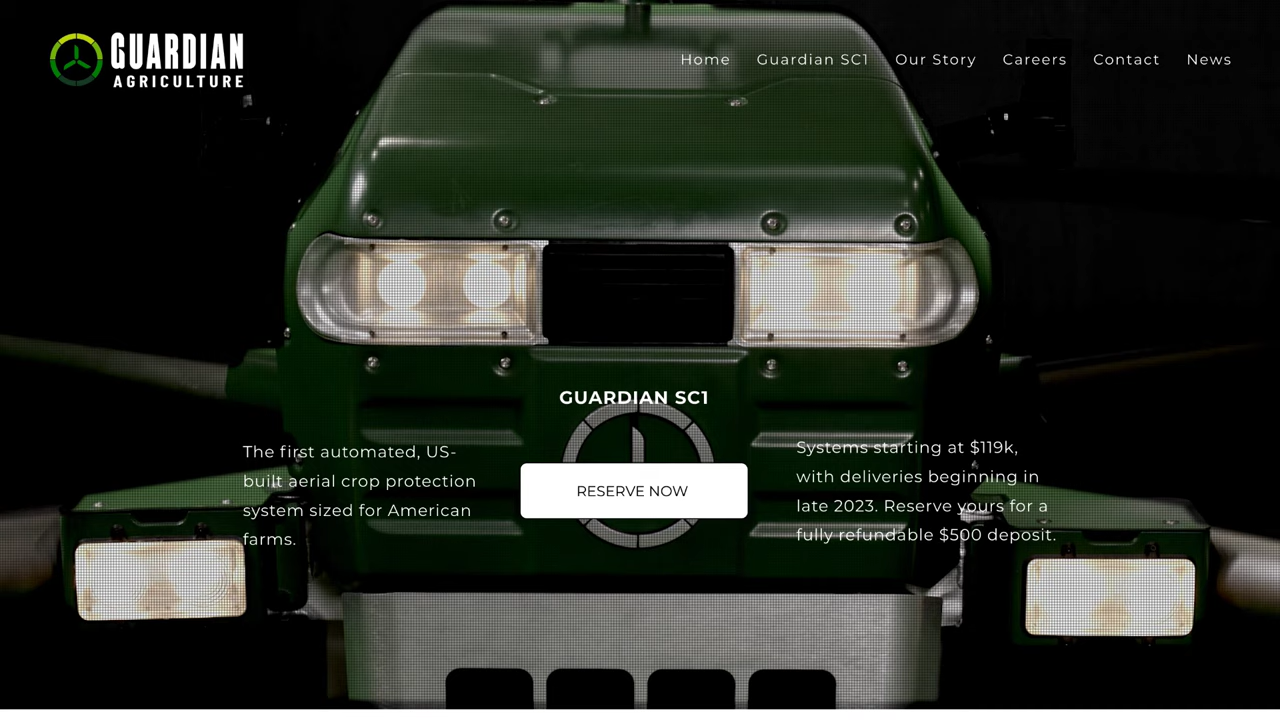 GUARDIAN
AGRICULTURE
Home Guardian SC1 Our Story Careers Contact News
GUARDIAN SC1
The first automated, US-
built aerial crop protection
system sized for American
farms.
RESERVE NOW
Systems starting at $119k,
with deliveries beginning in
late 2023. Reserve yours for a
fully refundable $500 deposit.